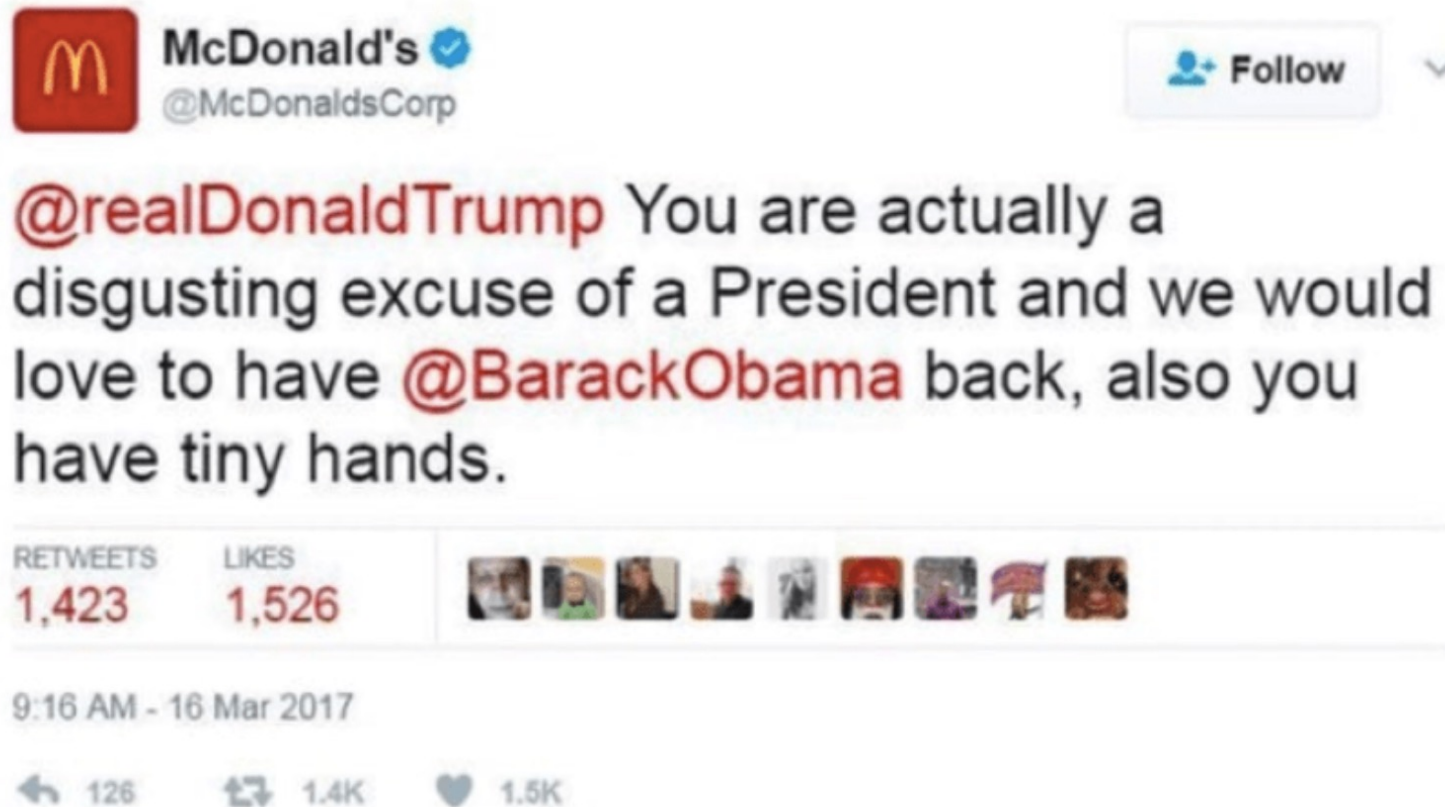 McDonald's
@McDonaldsCorp
Follow
@realDonaldTrump You are actually a
disgusting excuse of a President and we would
love to have @BarackObama back, also you
have tiny hands.
RETWEETS LIKES
1,423 1,526
9:16 AM - 16 Mar 2017
126 1.4K 1.5K